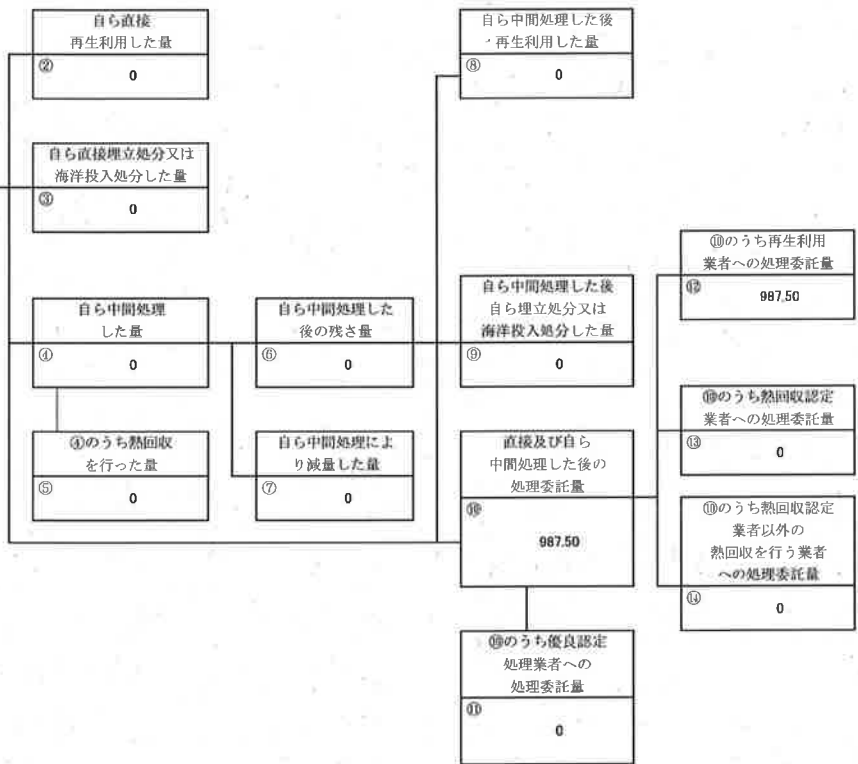 自ら直接
再生利用した量
②
0
自ら中間処理した後
再生利用した量
⑧
0
自ら直接埋立処分又は
海洋投入処分した量
③
0
⑩のうち再生利用
業者への処理委託量
⑫
987.50
自ら中間処理
した量
④
0
自ら中間処理した
後の残さ量
⑥
0
自ら中間処理した後
自ら埋立処分又は
海洋投入処分した量
⑨
0
⑩のうち熱回収認定
業者への処理委託量
⑬
0
④のうち熱回収
を行った量
⑤
0
自ら中間処理によ
り減量した量
⑦
0
直接及び自ら
中間処理した後の
処理委託量
⑩
987.50
⑩のうち熱回収認定
業者以外の
熱回収を行う業者
への処理委託量
⑭
0
⑩のうち優良認定
処理業者への
処理委託量
⑪
0